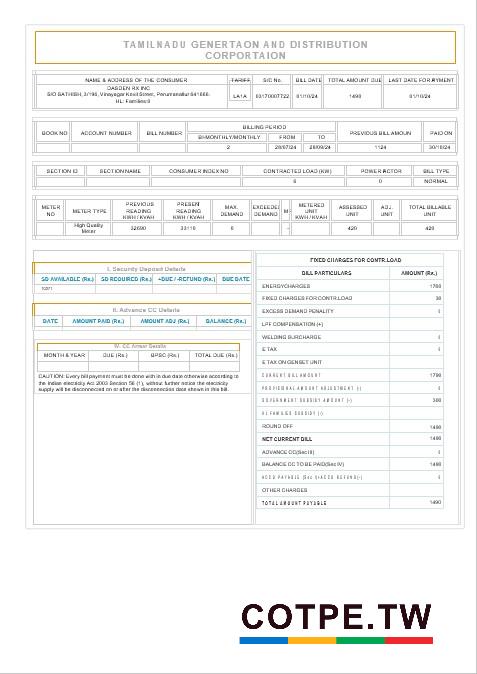 TAMILNADU GENERTAON AND DISTRIBUTION
CORPORTAION
NAME & ADDRESS OF THE CONSUMER TARIFF S/C No. BILL DATE TOTAL AMOUNT DUE LAST DATE FOR PAYMENT
DASDEN RX INC
S/O SATHISH, 3/196, Vinayagar Kovil Street, Perumanallur 641666.
HL: Families:0
LA1A 03170007722 01/10/24 1490 01/10/24
BOOK NO ACCOUNT NUMBER BILL NUMBER BILLING PERIOD PREVIOUS BILL AMOUN PAID ON
BI-MONTHLY/MONTHLY FROM TO
2 28/07/24 28/09/24 1124 30/10/24
SECTION ID SECTION NAME CONSUMER INDEX NO CONTRACTED LOAD (KW) POWER FACTOR BILL TYPE
6 0 NORMAL
METER NO METER TYPE PREVIOUS READING KWH / KVAH PRESENT READING KWH / KVAH MAX. DEMAND EXCEEDED DEMAND METERED UNIT KWH / KVAH ASSESSED UNIT ADJ. UNIT TOTAL BILLABLE UNIT
High Quality Meter 32690 33110 6 420 420
I. Security Deposit Details
SD AVAILABLE (Rs.) SD REQUIRED (Rs.) +DUE / -REFUND (Rs.) DUE DATE
II. Advance CC Details
DATE AMOUNT PAID (Rs.) AMOUNT ADJ (Rs.) BALANCE (Rs.)
IV. CC Arrear Details
MONTH & YEAR DUE (Rs.) BPSC (Rs.) TOTAL DUE (Rs.)
CAUTION: Every bill payment must be done with in due date otherwise according to
the Indian electricity Act 2003 Section 56 (1), without further notice the electricity
supply will be disconnected on or after the disconnection date shown in this bill.
FIXED CHARGES FOR CONTR.LOAD
BILL PARTICULARS AMOUNT (Rs.)
ENERGYCHARGES 1760
FIXED CHARGES FOR CONTR.LOAD 30
EXCESS DEMAND PENALITY 0
LPF COMPENSATION (+)
WELDING SURCHARGE 0
E TAX 0
E TAX ON GENSET UNIT
CURRENT BILL AMOUNT 1790
PROVISIONAL AMOUNT ADJUSTMENT (-) 0
GOVERNMENT SUBSIDY AMOUNT (-) 300
HL FAMILIES SUBSIDY (-)
ROUND OFF 1490
NET CURRENT BILL 1490
ADVANCE CC(Sec III) 0
BALANCE CC TO BE PAID(Sec IV) 1490
ACCD PAYABLE (Sec I)+ACCD REFUND(-) 0
OTHER CHARGES
TOTAL AMOUNT PAYABLE 1490
COTPE.TW